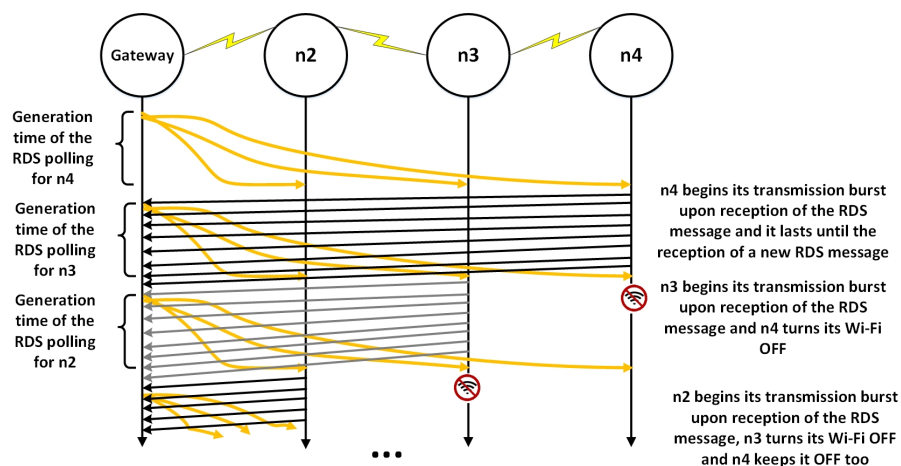 Gateway
n2
n3
n4
Generation
time of the
RDS polling
for n4
n4 begins its transmission burst
upon reception of the RDS
message and it lasts until the
reception of a new RDS message
Generation
time of the
RDS polling
for n3
n3 begins its transmission burst
upon reception of the RDS
message and n4 turns its Wi-Fi
OFF
Generation
time of the
RDS polling
for n2
n2 begins its transmission burst
upon reception of the RDS
message, n3 turns its Wi-Fi OFF
and n4 keeps it OFF too
...